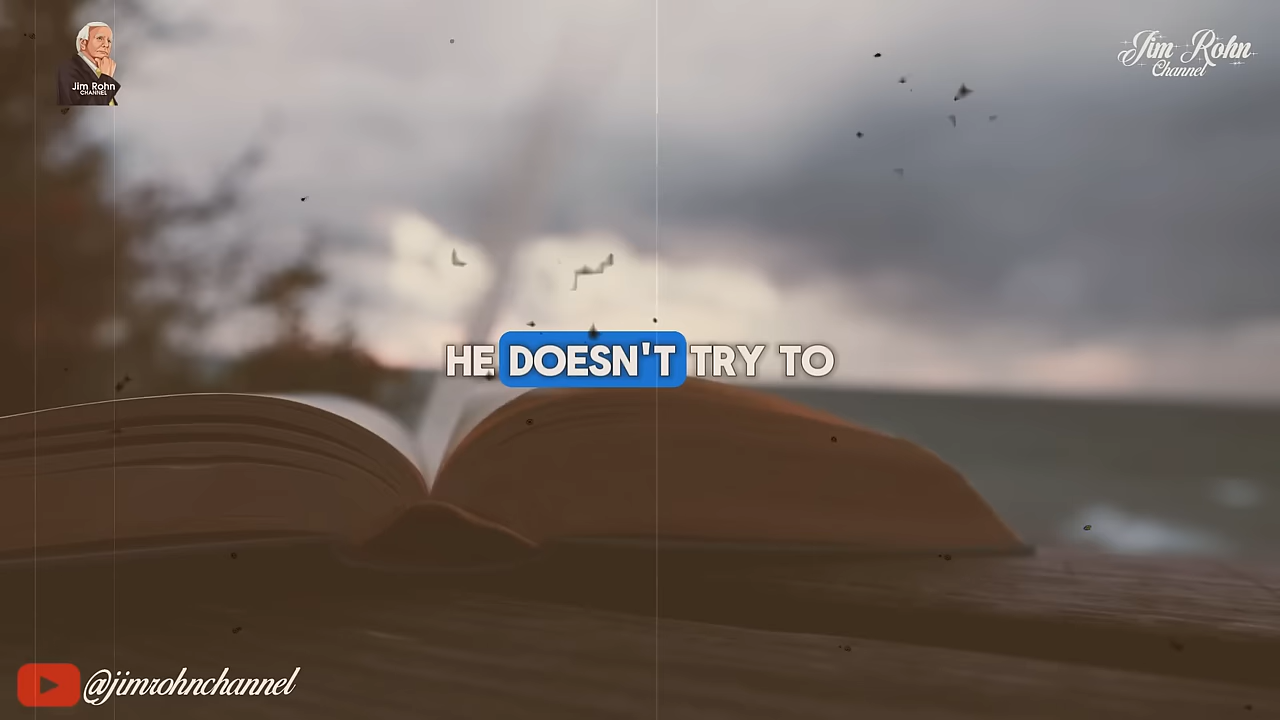 Jim Rohn
CHANNEL
Jim Rohn
Channel
HE DOESN'T TRY TO
@jimrohnchannel